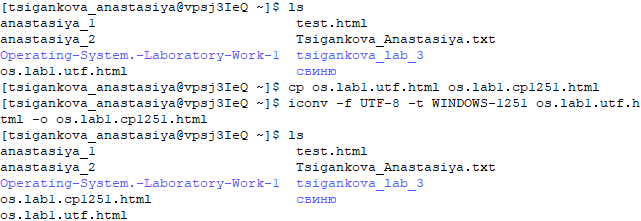 [tsigankova_anastasiya@vpsj3IeQ ~]$ ls
anastasiya_1 test.html
anastasiya_2 Tsigankova_Anastasiya.txt
Operating-System.-Laboratory-Work-1 tsigankova_lab_3
os.lab1.utf.html свиню
[tsigankova_anastasiya@vpsj3IeQ ~]$ cp os.lab1.utf.html os.lab1.cp1251.html
[tsigankova_anastasiya@vpsj3IeQ ~]$ iconv -f UTF-8 -t WINDOWS-1251 os.lab1.utf.h
tml -o os.lab1.cp1251.html
[tsigankova_anastasiya@vpsj3IeQ ~]$ ls
anastasiya_1 test.html
anastasiya_2 Tsigankova_Anastasiya.txt
Operating-System.-Laboratory-Work-1 tsigankova_lab_3
os.lab1.cp1251.html свиню
os.lab1.utf.html